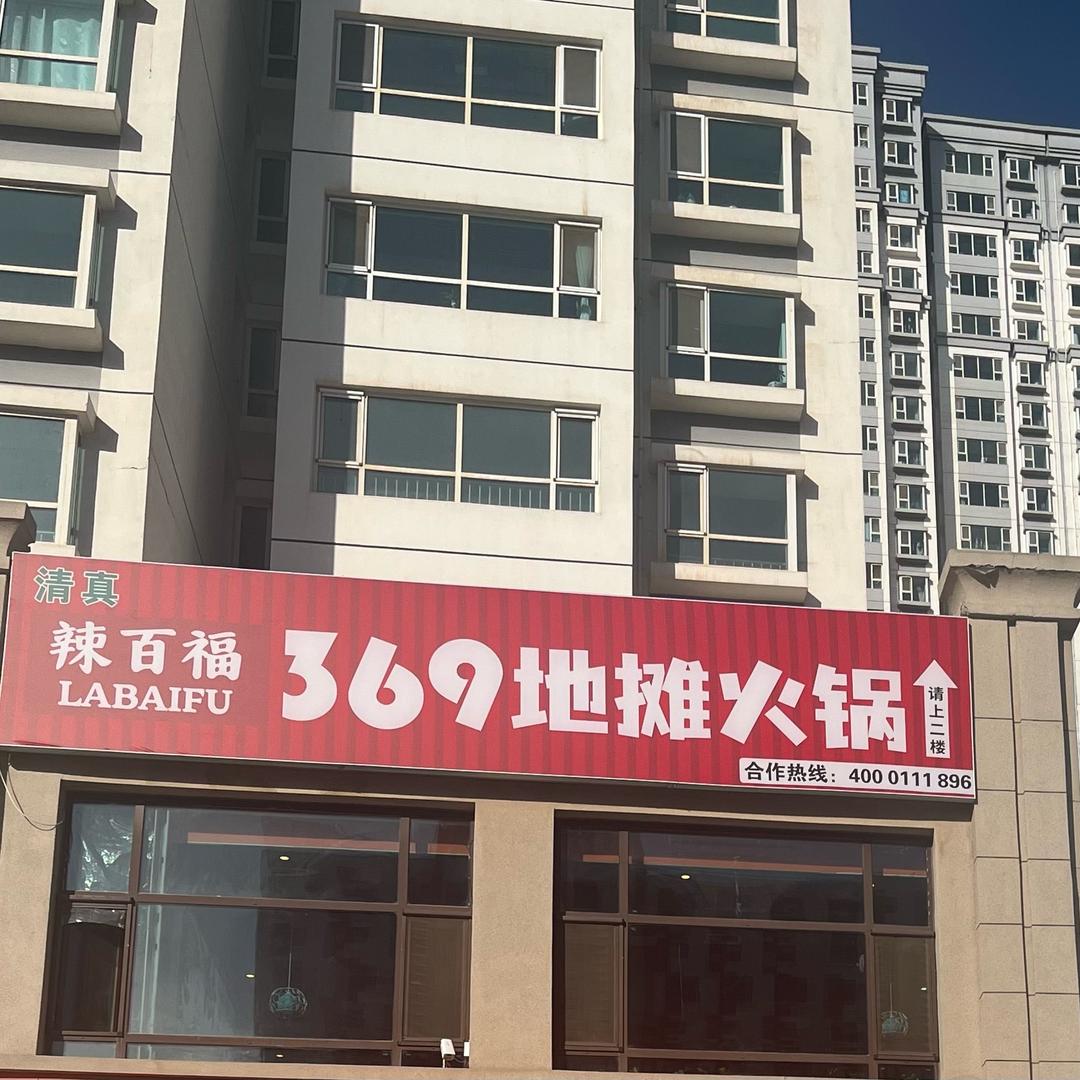 清真
辣百福
LABAIFU
369地摊火锅
请上二楼
合作热线：400 0111 896